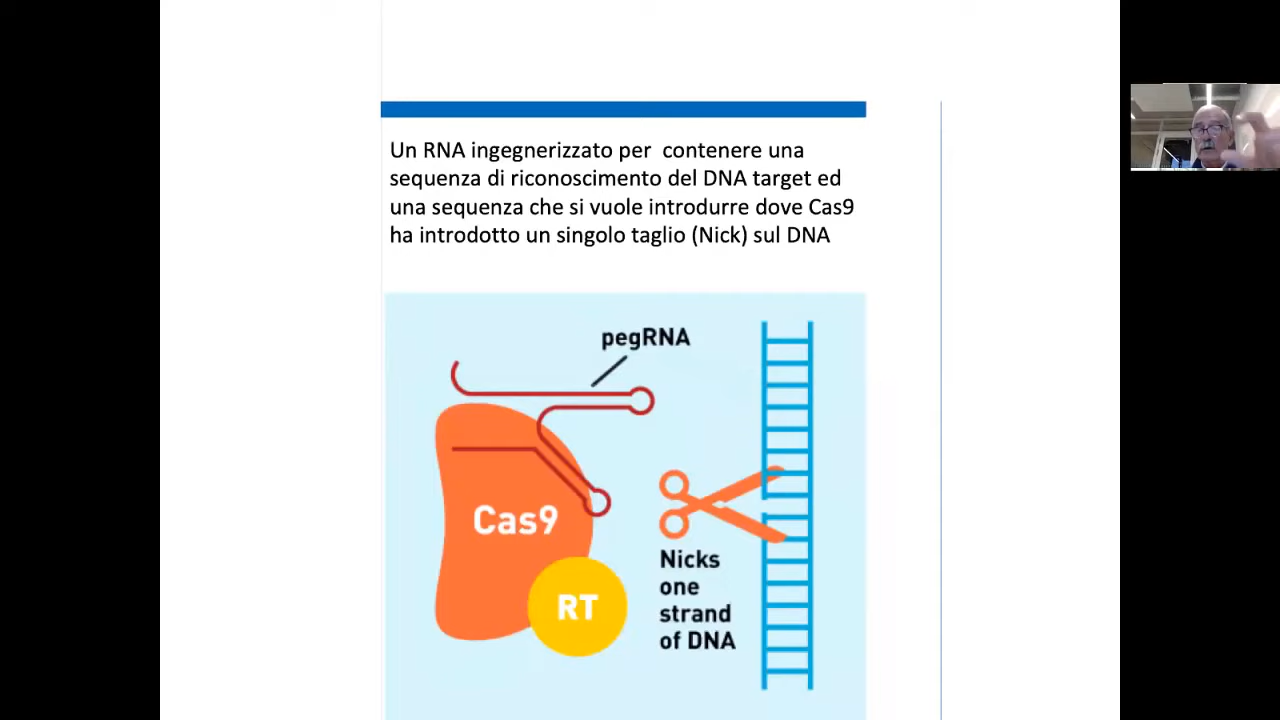 Un RNA ingegnerizzato per  contenere una
sequenza di riconoscimento del DNA target ed
una sequenza che si vuole introdurre dove Cas9
ha introdotto un singolo taglio (Nick) sul DNA
pegRNA
Cas9
RT
Nicks
one
strand
of DNA